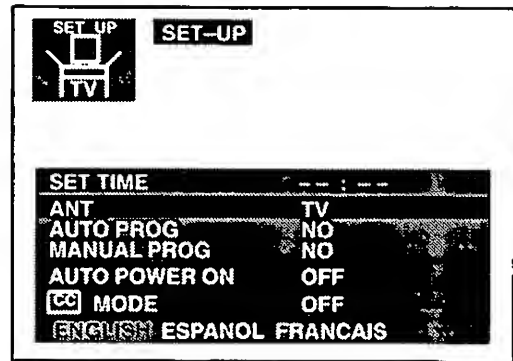 SET UP
TV
SET-UP
SET TIME -- : --
ANT TV
AUTO PROG NO
MANUAL PROG NO
AUTO POWER ON OFF
CC MODE OFF
ENGLISH ESPANOL FRANCAIS